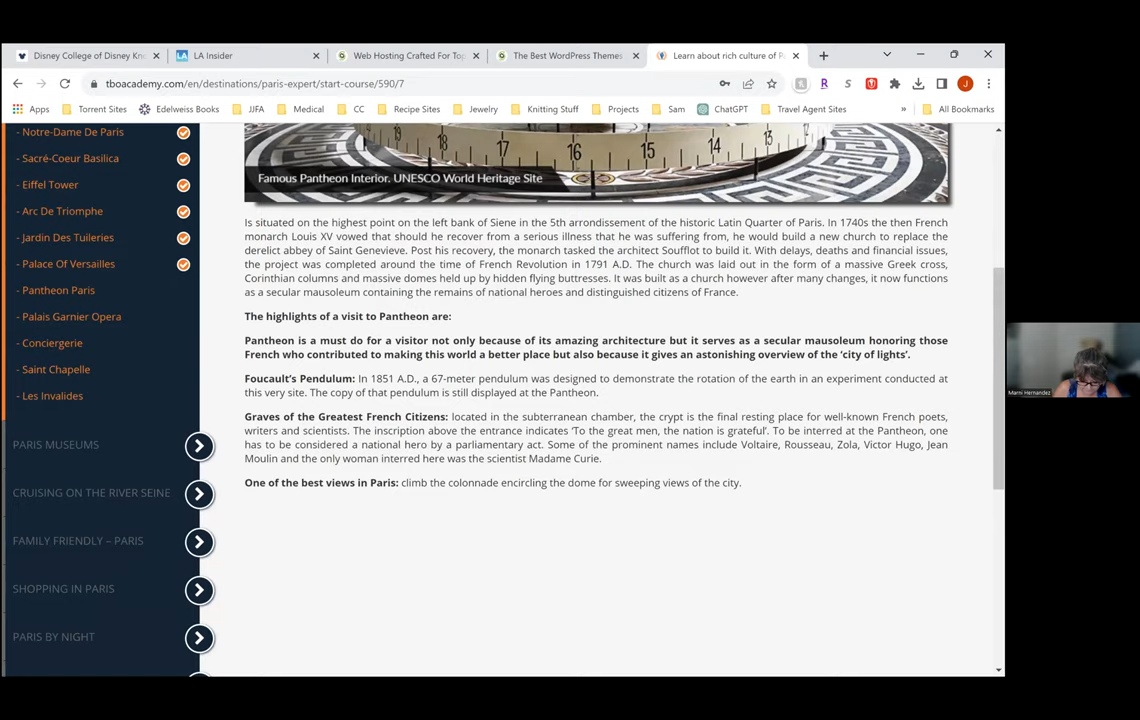 Disney College of Disney Kno
LA Insider
Web Hosting Crafted For Top
The Best WordPress Themes
Learn about rich culture of P
tboacademy.com/en/destinations/paris-expert/start-course/590/7
Apps
Torrent Sites
Edelweiss Books
JJFA
Medical
CC
Recipe Sites
Jewelry
Knitting Stuff
Projects
Sam
ChatGPT
Travel Agent Sites
»
All Bookmarks
- Notre-Dame De Paris
- Sacré-Coeur Basilica
- Eiffel Tower
- Arc De Triomphe
- Jardin Des Tuileries
- Palace Of Versailles
- Pantheon Paris
- Palais Garnier Opera
- Conciergerie
- Saint Chapelle
- Les Invalides
PARIS MUSEUMS
CRUISING ON THE RIVER SEINE
FAMILY FRIENDLY – PARIS
SHOPPING IN PARIS
PARIS BY NIGHT
19 18 17 16 15 14 13 12
Famous Pantheon Interior. UNESCO World Heritage Site
Is situated on the highest point on the left bank of Siene in the 5th arrondissement of the historic Latin Quarter of Paris. In 1740s the then French
monarch Louis XV vowed that should he recover from a serious illness that he was suffering from, he would build a new church to replace the
derelict abbey of Saint Genevieve. Post his recovery, the monarch tasked the architect Soufflot to build it. With delays, deaths and financial issues,
the project was completed around the time of French Revolution in 1791 A.D. The church was laid out in the form of a massive Greek cross,
Corinthian columns and massive domes held up by hidden flying buttresses. It was built as a church however after many changes, it now functions
as a secular mausoleum containing the remains of national heroes and distinguished citizens of France.
The highlights of a visit to Pantheon are:
Pantheon is a must do for a visitor not only because of its amazing architecture but it serves as a secular mausoleum honoring those
French who contributed to making this world a better place but also because it gives an astonishing overview of the ‘city of lights’.
Foucault’s Pendulum: In 1851 A.D., a 67-meter pendulum was designed to demonstrate the rotation of the earth in an experiment conducted at
this very site. The copy of that pendulum is still displayed at the Pantheon.
Graves of the Greatest French Citizens: located in the subterranean chamber, the crypt is the final resting place for well-known French poets,
writers and scientists. The inscription above the entrance indicates ‘To the great men, the nation is grateful’. To be interred at the Pantheon, one
has to be considered a national hero by a parliamentary act. Some of the prominent names include Voltaire, Rousseau, Zola, Victor Hugo, Jean
Moulin and the only woman interred here was the scientist Madame Curie.
One of the best views in Paris: climb the colonnade encircling the dome for sweeping views of the city.
Marni Hernandez